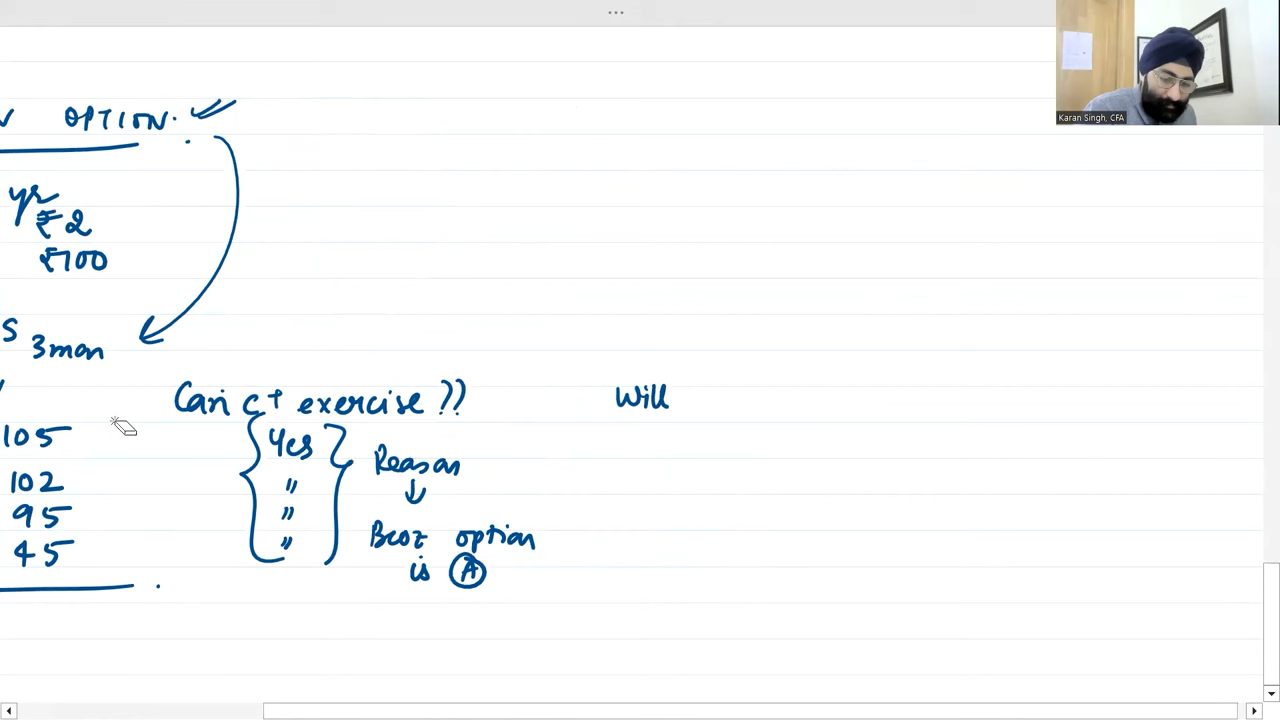 OPTION.
yr
₹2
₹100
S 3mon
Can c+ exercise ??
Will
105
102
95
45
Yes
"
"
"
Reason
Bcoz option
is A
Karan Singh, CFA